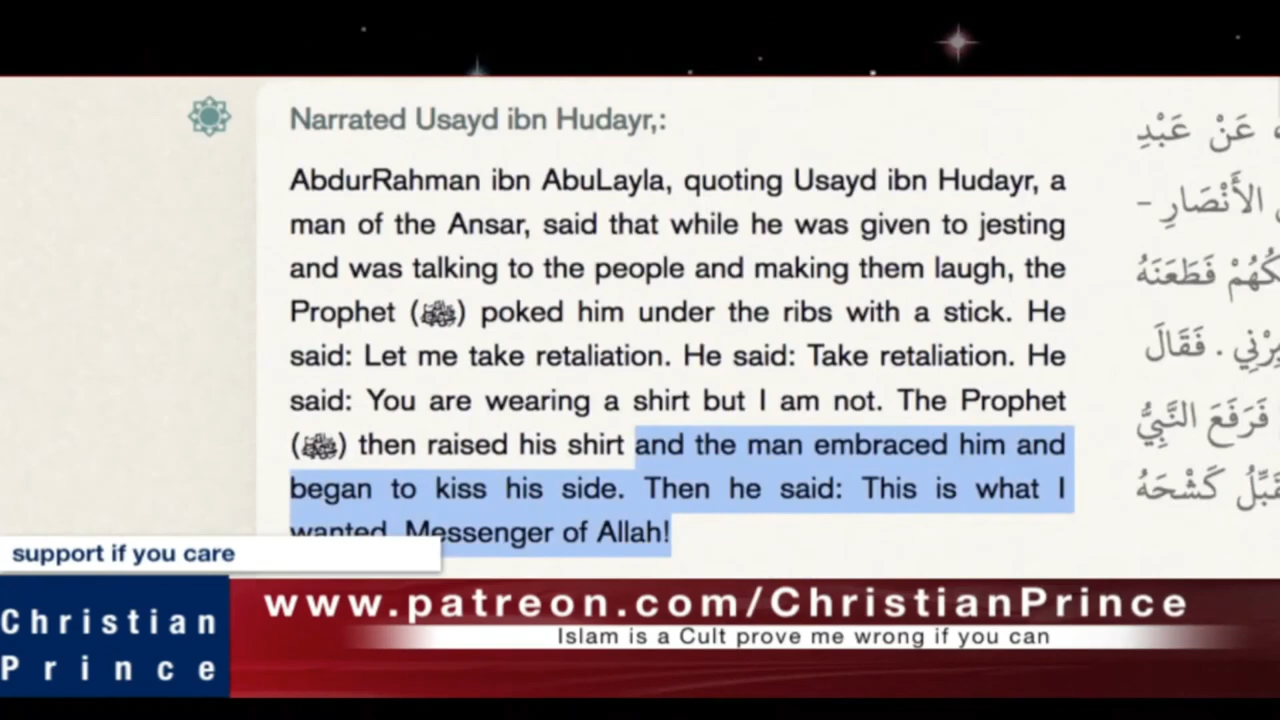 Narrated Usayd ibn Hudayr,:
AbdurRahman ibn AbuLayla, quoting Usayd ibn Hudayr, a
man of the Ansar, said that while he was given to jesting
and was talking to the people and making them laugh, the
Prophet (ﷺ) poked him under the ribs with a stick. He
said: Let me take retaliation. He said: Take retaliation. He
said: You are wearing a shirt but I am not. The Prophet
(ﷺ) then raised his shirt and the man embraced him and
began to kiss his side. Then he said: This is what I
wanted, Messenger of Allah!
عَنْ عَبْدِ
الأَنْصَارِ -
فَطَعَنَهُ
فَقَالَ
فَرَفَعَ النَّبِيُّ
كَشْحَهُ
support if you care
Christian
Prince
www.patreon.com/ChristianPrince
Islam is a Cult prove me wrong if you can